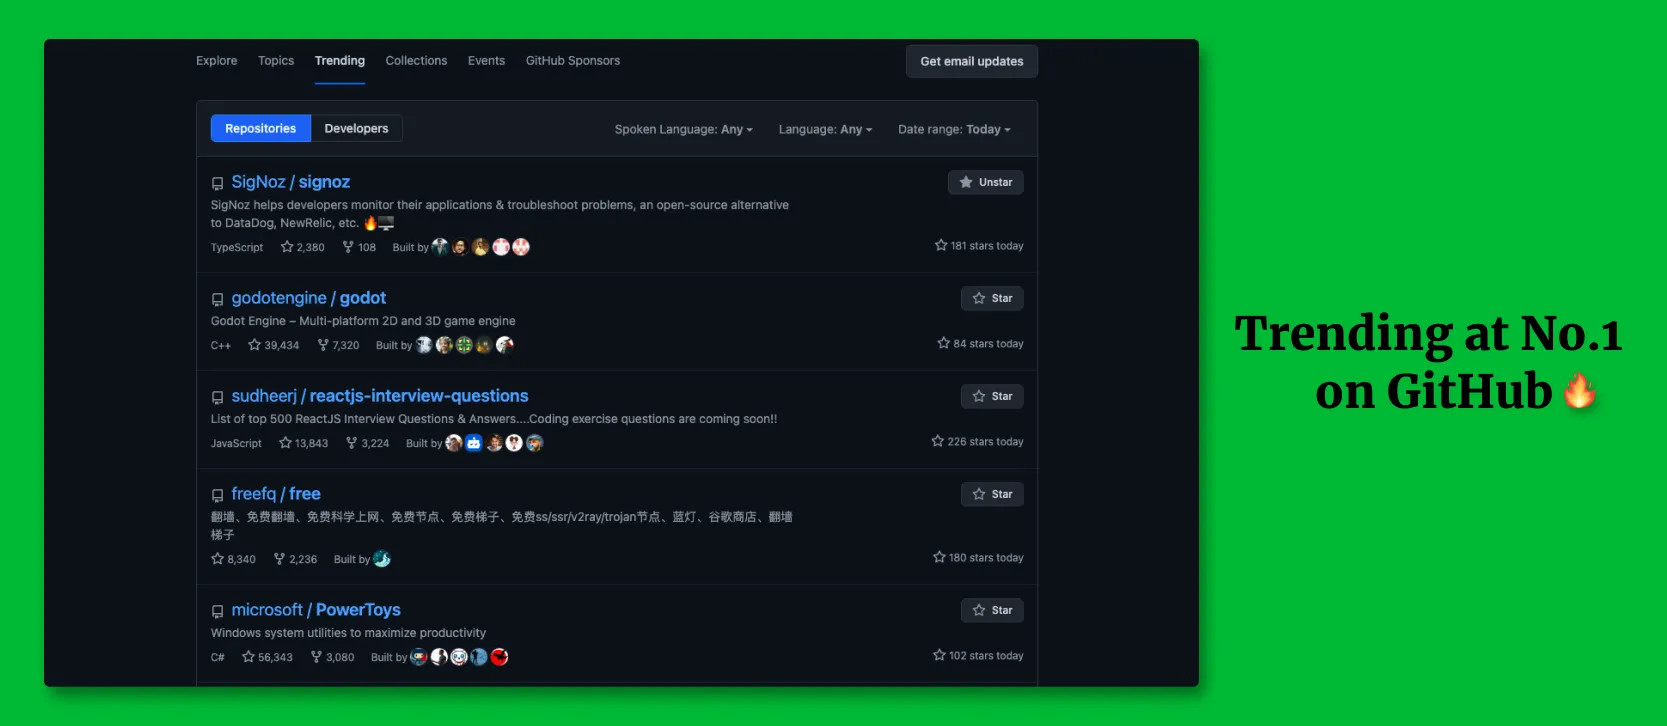 Explore Topics Trending Collections Events GitHub Sponsors Get email updates
Repositories Developers Spoken Language: Any Language: Any Date range: Today
SigNoz / signoz Unstar
SigNoz helps developers monitor their applications & troubleshoot problems, an open-source alternative
to DataDog, NewRelic, etc. 🔥🖥️
TypeScript 2,380 108 Built by 181 stars today
godotengine / godot Star
Godot Engine – Multi-platform 2D and 3D game engine
C++ 39,434 7,320 Built by 84 stars today
sudheerj / reactjs-interview-questions Star
List of top 500 ReactJS Interview Questions & Answers....Coding exercise questions are coming soon!!
JavaScript 13,843 3,224 Built by 226 stars today
freefq / free Star
翻墙、免费翻墙、免费科学上网、免费节点、免费梯子、免费ss/ssr/v2ray/trojan节点、蓝灯、谷歌商店、翻墙
梯子
8,340 2,236 Built by 180 stars today
microsoft / PowerToys Star
Windows system utilities to maximize productivity
C# 56,343 3,080 Built by 102 stars today
Trending at No.1
on GitHub 🔥